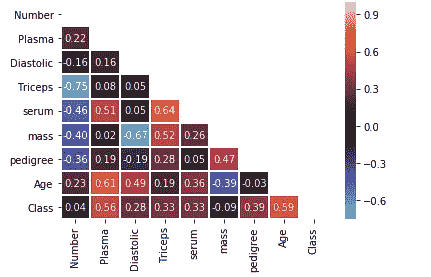 Number
Plasma 0.22
Diastolic -0.16 0.16
Triceps -0.75 0.08 0.05
serum -0.46 0.51 0.05 0.64
mass -0.40 0.02 -0.67 0.52 0.26
pedigree -0.36 0.19 -0.19 0.28 0.05 0.47
Age 0.23 0.61 0.49 0.19 0.36 -0.39 -0.03
Class 0.04 0.56 0.28 0.33 0.33 -0.09 0.39 0.59
Number Plasma Diastolic Triceps serum mass pedigree Age Class
0.9
0.6
0.3
0.0
-0.3
-0.6